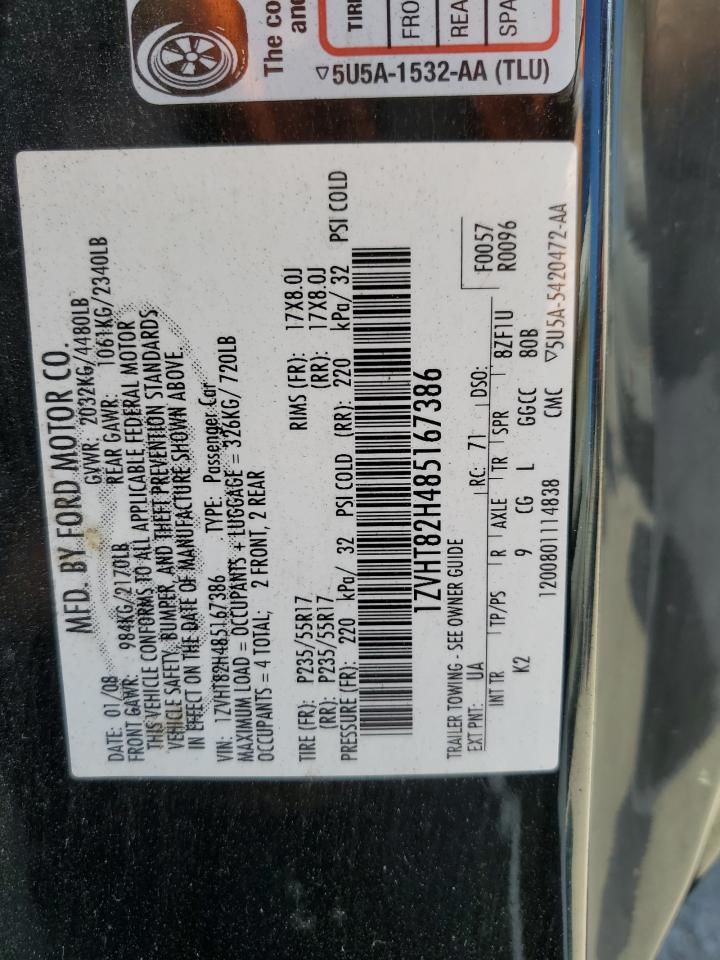 The co
an
TIRE
FRO
REA
SPA
▽5U5A-1532-AA (TLU)
MFD. BY FORD MOTOR CO.
DATE: 01/08 GVWR: 2032KG/4480LB
FRONT GAWR: 984KG/2170LB REAR GAWR: 1061KG/2340LB
THIS VEHICLE CONFORMS TO ALL APPLICABLE FEDERAL MOTOR
VEHICLE SAFETY, BUMPER, AND THEFT PREVENTION STANDARDS
IN EFFECT ON THE DATE OF MANUFACTURE SHOWN ABOVE.
VIN: 1ZVHT82H485167386 TYPE: Passenger Car
MAXIMUM LOAD = OCCUPANTS + LUGGAGE = 326KG/ 720LB
OCCUPANTS = 4 TOTAL; 2 FRONT, 2 REAR
TIRE (FR): P235/55R17 RIMS (FR): 17X8.0J
(RR): P235/55R17 (RR): 17X8.0J
PRESSURE (FR): 220 kPa/ 32 PSI COLD (RR): 220 kPa/ 32 PSI COLD
1ZVHT82H485167386
TRAILER TOWING - SEE OWNER GUIDE F0057
EXT PNT: UA RC: 71 DSO: R0096
INT TR TP/PS R AXLE TR SPR 8ZF1U
K2 9 CG L GGCC 80B
1200801114838 CMC ▽5U5A-5420472-AA